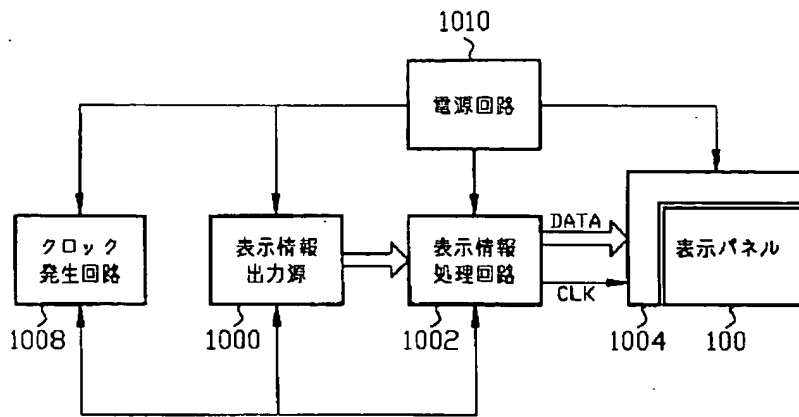 1010
電源回路
クロック
発生回路
表示情報
出力源
表示情報
処理回路
DATA
CLK
表示パネル
1008
1000
1002
1004
100